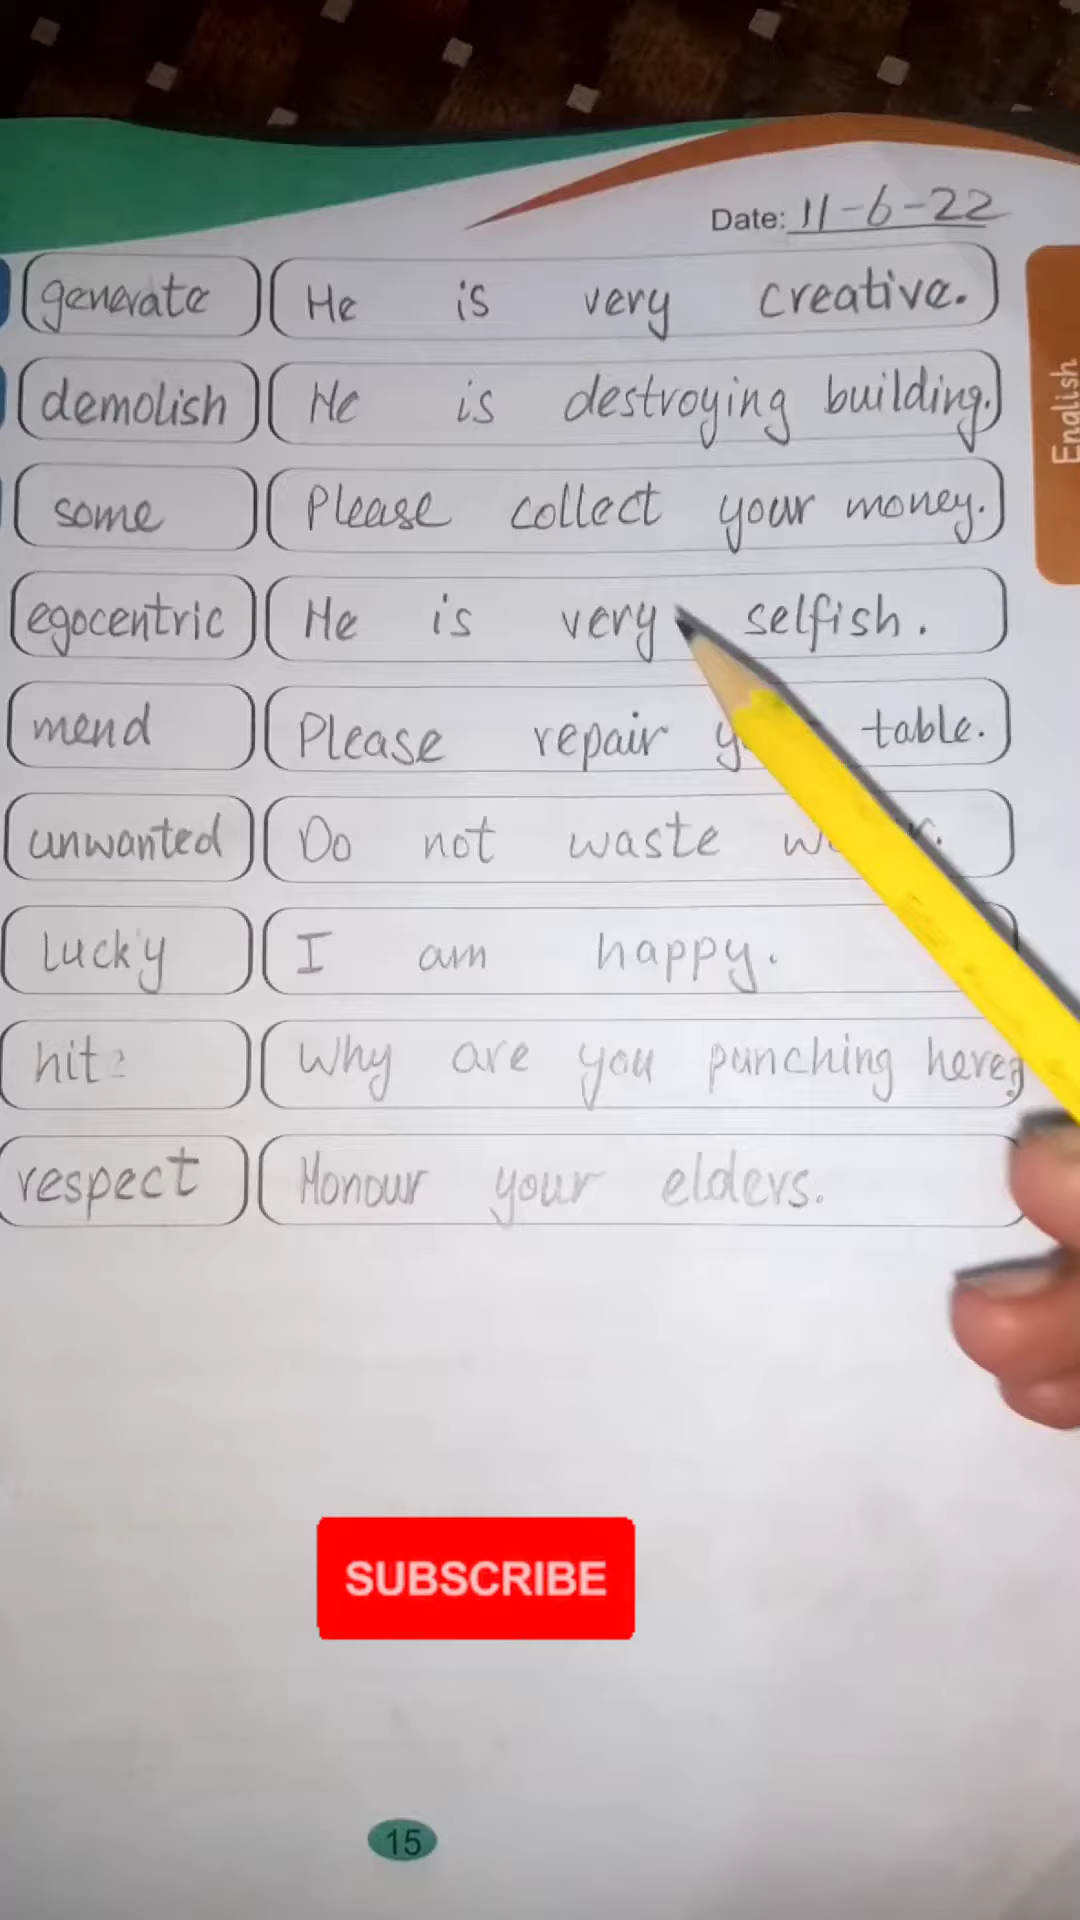 Date: 11-6-22
generate He is very creative.
demolish He is destroying building.
some Please collect your money.
egocentric He is very selfish.
mend Please repair table.
unwanted Do not waste
lucky I am happy.
hit Why are you punching here?
respect Honour your elders.
English
SUBSCRIBE
15